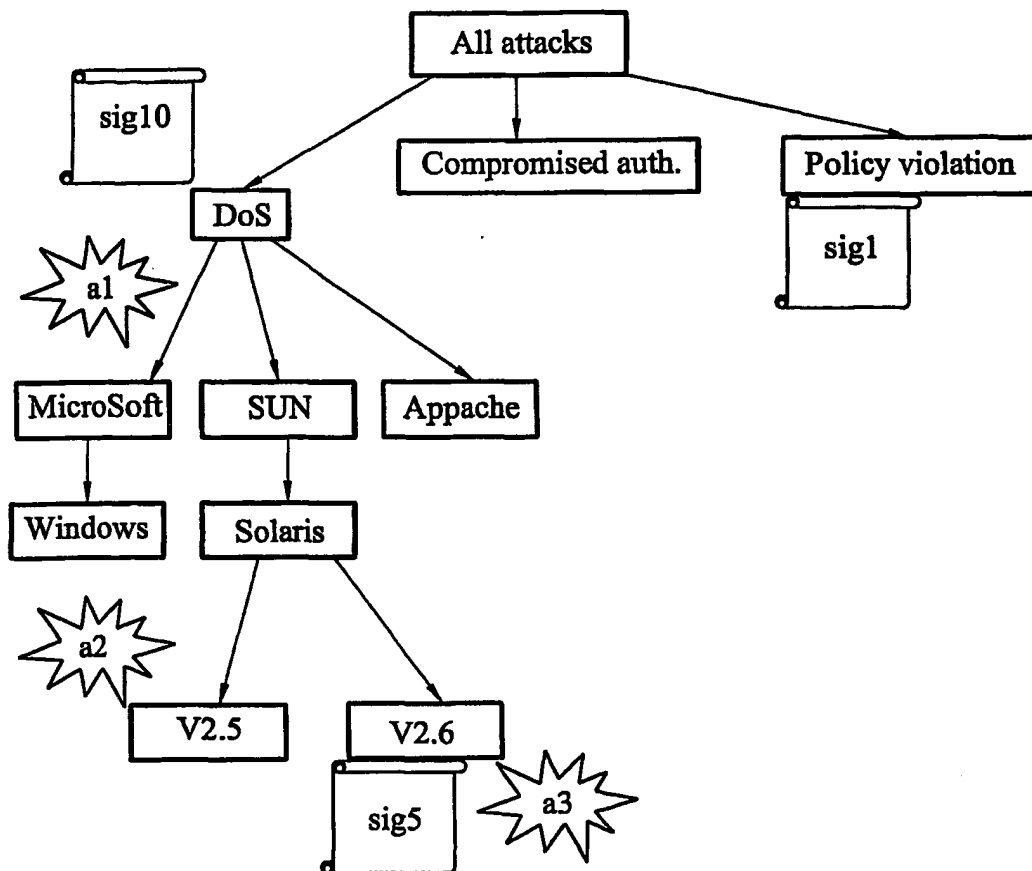 All attacks
sig10
Compromised auth.
Policy violation
DoS
sig1
a1
MicroSoft
SUN
Appache
Windows
Solaris
a2
V2.5
V2.6
sig5
a3